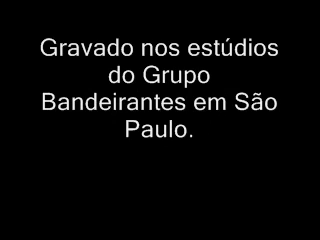 Gravado nos estúdios
do Grupo
Bandeirantes em São
Paulo.